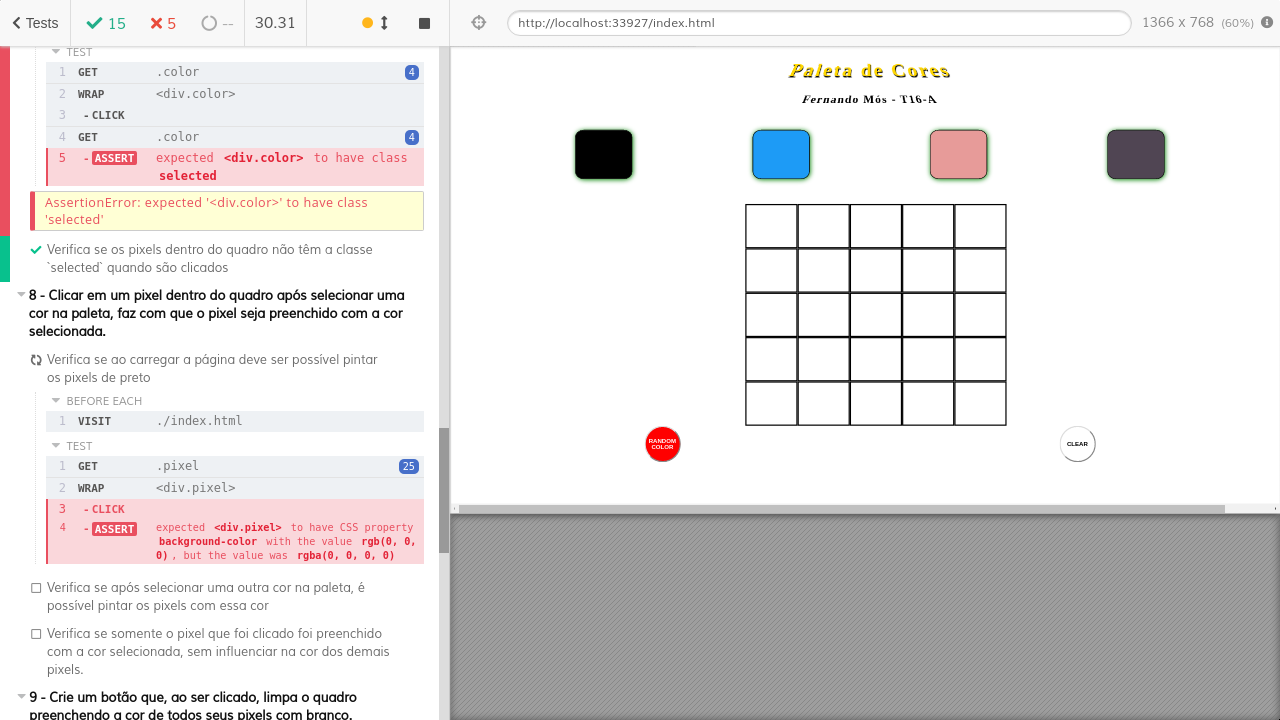 Tests 15 5 -- 30.31
TEST
1 GET .color 4
2 WRAP <div.color>
3 - CLICK
4 GET .color 4
5 - ASSERT expected <div.color> to have class
selected
AssertionError: expected '<div.color>' to have class
'selected'
Verifica se os pixels dentro do quadro não têm a classe
`selected` quando são clicados
8 - Clicar em um pixel dentro do quadro após selecionar uma
cor na paleta, faz com que o pixel seja preenchido com a cor
selecionada.
Verifica se ao carregar a página deve ser possível pintar
os pixels de preto
BEFORE EACH
1 VISIT ./index.html
TEST
1 GET .pixel 25
2 WRAP <div.pixel>
3 - CLICK
4 - ASSERT expected <div.pixel> to have CSS property
background-color with the value rgb(0, 0,
0), but the value was rgba(0, 0, 0, 0)
Verifica se após selecionar uma outra cor na paleta, é
possível pintar os pixels com essa cor
Verifica se somente o pixel que foi clicado foi preenchido
com a cor selecionada, sem influenciar na cor dos demais
pixels.
9 - Crie um botão que, ao ser clicado, limpa o quadro
preenchendo a cor de todos seus pixels com branco.
http://localhost:33927/index.html 1366 x 768 (60%)
Paleta de Cores
Fernando Mós - T16-A
RANDOM
COLOR
CLEAR